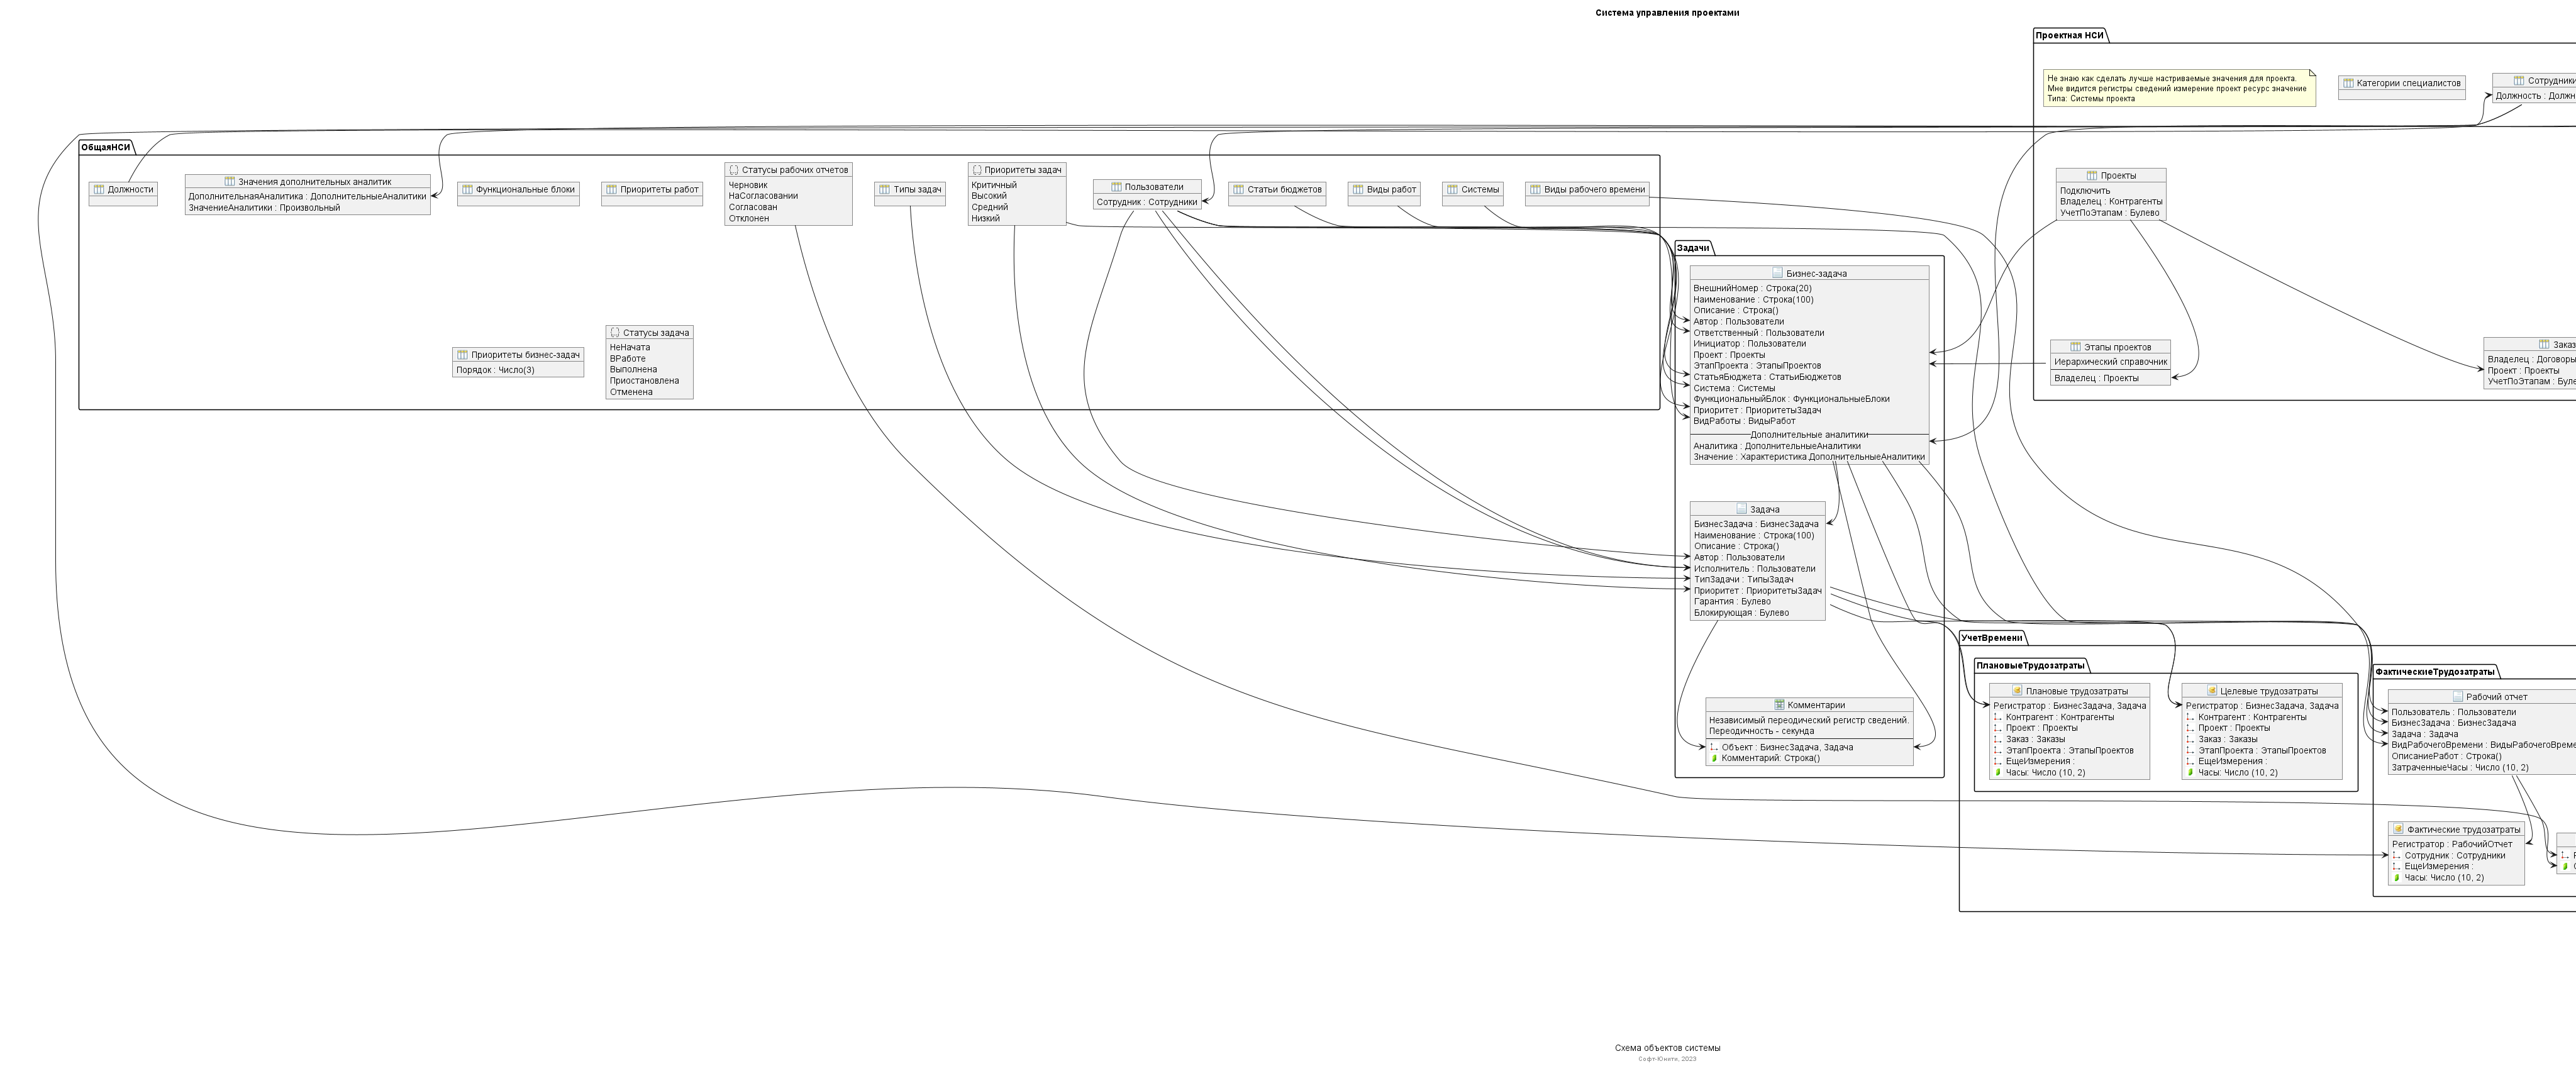 Система управления проектами
Проектная НСИ
Не знаю как сделать лучше настриваемые значения для проекта.
Мне видится регистры сведений измерение проект ресурс значение
Типа: Системы проекта
Категории специалистов
Сотрудники
Должность : Должн
Проекты
Подключить
Владелец : Контрагенты
УчетПоЭтапам : Булево
Этапы проектов
Иерархический справочник
Владелец : Проекты
Заказ
Владелец : Договоры
Проект : Проекты
УчетПоЭтапам : Буле
ОбщаяНСИ
Должности
Значения дополнительных аналитик
ДополнительнаяАналитика : ДополнительныеАналитики
ЗначениеАналитики : Произвольный
Функциональные блоки
Приоритеты работ
Статусы рабочих отчетов
Черновик
НаСогласовании
Согласован
Отклонен
Типы задач
Приоритеты задач
Критичный
Высокий
Средний
Низкий
Пользователи
Сотрудник : Сотрудники
Статьи бюджетов
Виды работ
Системы
Виды рабочего времени
Приоритеты бизнес-задач
Порядок : Число(3)
Статусы задача
НеНачата
ВРаботе
Выполнена
Приостановлена
Отменена
Задачи
Бизнес-задача
ВнешнийНомер : Строка(20)
Наименование : Строка(100)
Описание : Строка()
Автор : Пользователи
Ответственный : Пользователи
Инициатор : Пользователи
Проект : Проекты
ЭтапПроекта : ЭтапыПроектов
СтатьяБюджета : СтатьиБюджетов
Система : Системы
ФункциональныйБлок : ФункциональныеБлоки
Приоритет : ПриоритетыЗадач
ВидРаботы : ВидыРабот
Дополнительные аналитики
Аналитика : ДополнительныеАналитики
Значение : Характеристика.ДополнительныеАналитики
Задача
БизнесЗадача : БизнесЗадача
Наименование : Строка(100)
Описание : Строка()
Автор : Пользователи
Исполнитель : Пользователи
ТипЗадачи : ТипыЗадач
Приоритет : ПриоритетыЗадач
Гарантия : Булево
Блокирующая : Булево
Комментарии
Независимый переодический регистр сведений.
Переодичность - секунда
Объект : БизнесЗадача, Задача
Комментарий: Строка()
УчетВремени
ПлановыеТрудозатраты
Плановые трудозатраты
Регистратор : БизнесЗадача, Задача
Контрагент : Контрагенты
Проект : Проекты
Заказ : Заказы
ЭтапПроекта : ЭтапыПроектов
ЕщеИзмерения :
Часы: Число (10, 2)
Целевые трудозатраты
Регистратор : БизнесЗадача, Задача
Контрагент : Контрагенты
Проект : Проекты
Заказ : Заказы
ЭтапПроекта : ЭтапыПроектов
ЕщеИзмерения :
Часы: Число (10, 2)
ФактическиеТрудозатраты
Рабочий отчет
Пользователь : Пользователи
БизнесЗадача : БизнесЗадача
Задача : Задача
ВидРабочегоВремени : ВидыРабочегоВреме
ОписаниеРабот : Строка()
ЗатраченныеЧасы : Число (10, 2)
Фактические трудозатраты
Регистратор : РабочийОтчет
Сотрудник : Сотрудники
ЕщеИзмерения :
Часы: Число (10, 2)
Схема объектов системы
Софт-Юнити, 2023